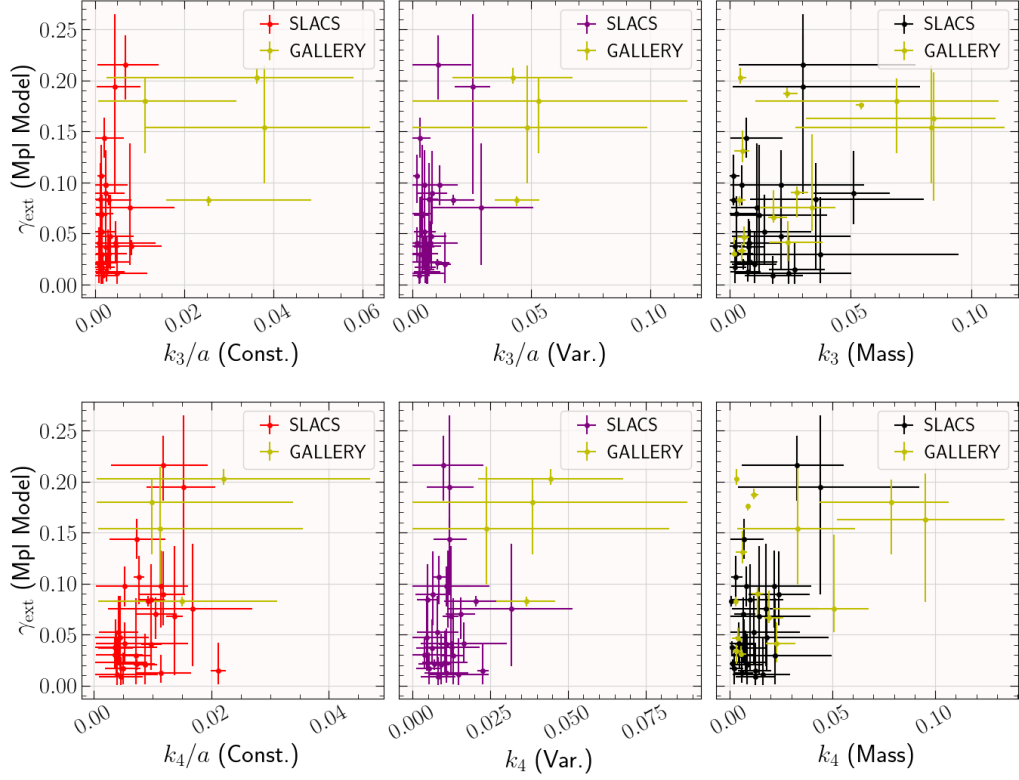 SLACS
GALLERY
SLACS
GALLERY
SLACS
GALLERY
0.25
0.20
0.15
0.10
0.05
0.00
γext (Mpl Model)
0.00
0.02
0.04
0.06
0.00
0.05
0.10
0.00
0.05
0.10
k3/a (Const.)
k3/a (Var.)
k3 (Mass)
SLACS
GALLERY
SLACS
GALLERY
SLACS
GALLERY
0.25
0.20
0.15
0.10
0.05
0.00
γext (Mpl Model)
0.00
0.02
0.04
0.000
0.025
0.050
0.075
0.00
0.05
0.10
k4/a (Const.)
k4 (Var.)
k4 (Mass)